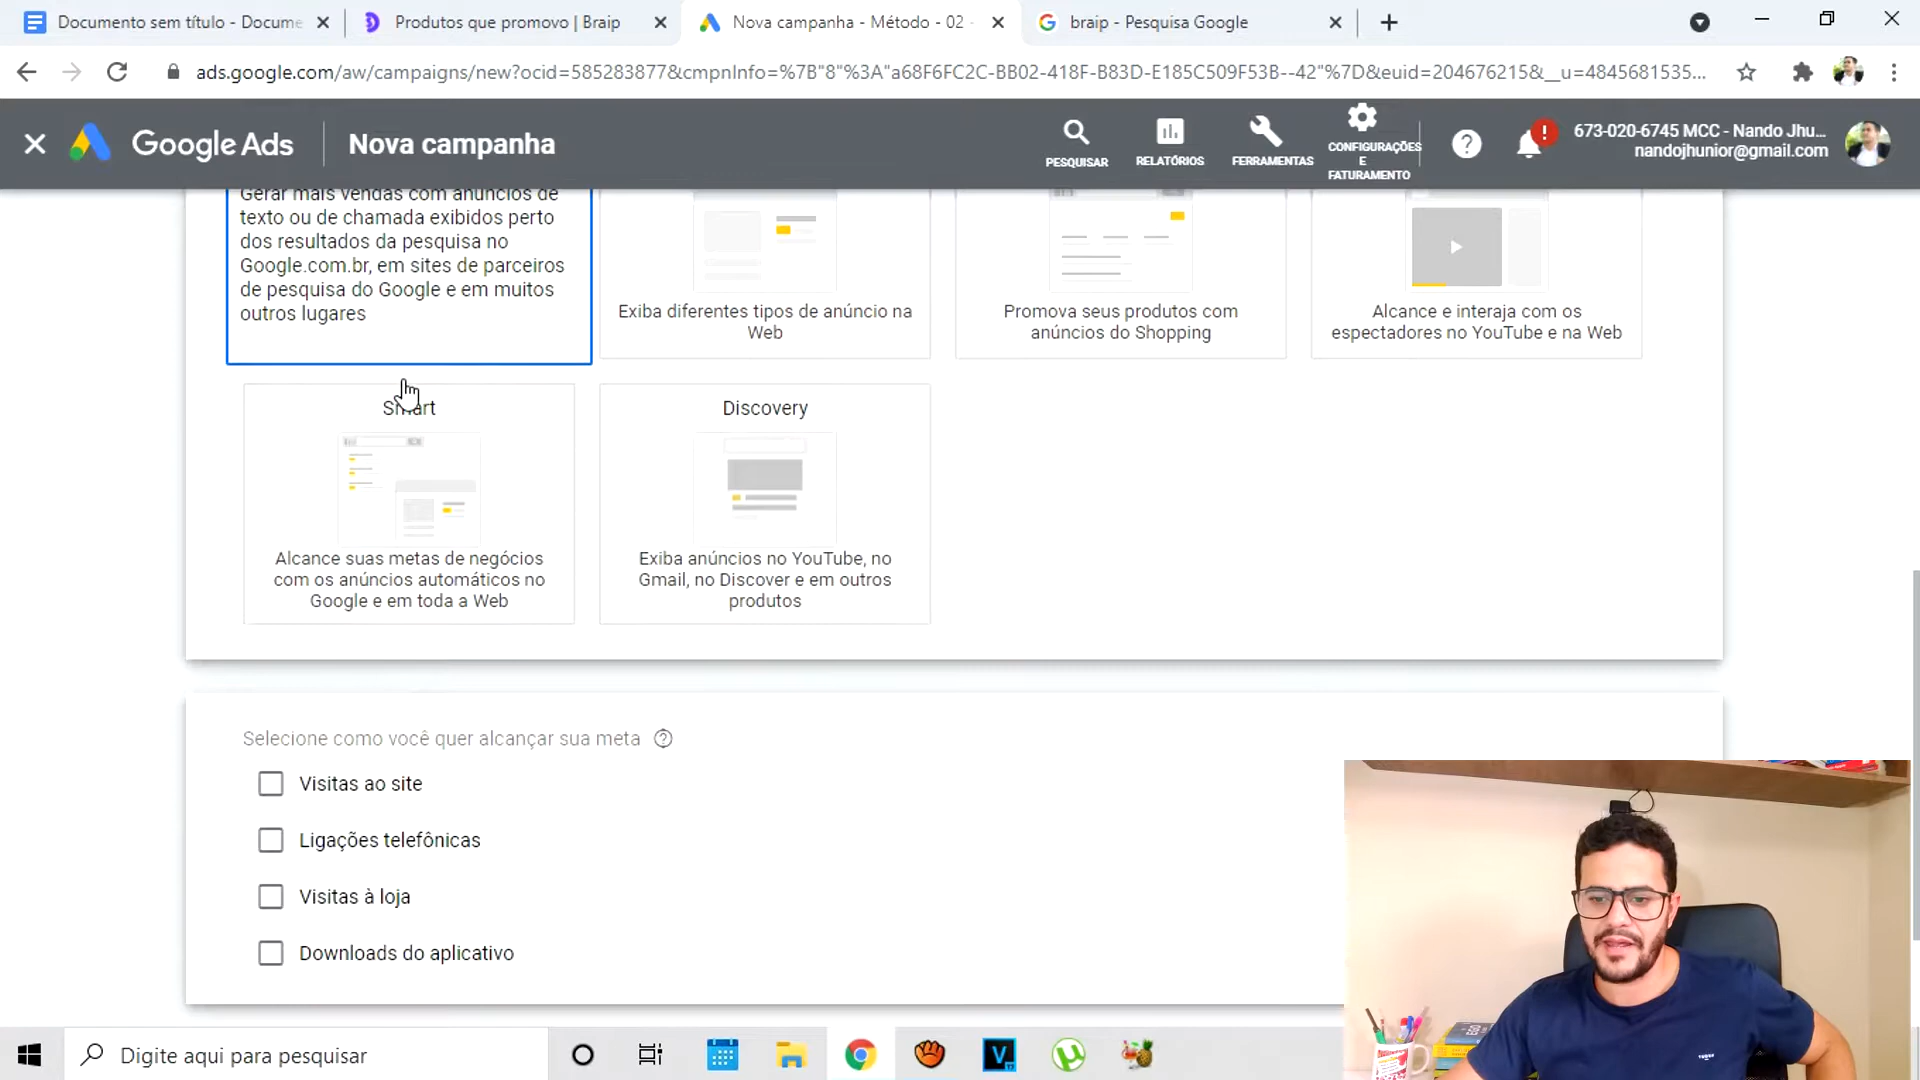 Documento sem título - Docume
Produtos que promovo | Braip
Nova campanha - Método - 02 -
braip - Pesquisa Google
ads.google.com/aw/campaigns/new?ocid=585283877&cmpnInfo=%7B"8"%3A"a68F6FC2C-BB02-418F-B83D-E185C509F53B--42"%7D&euid=204676215&__u=4845681535...
Google Ads
Nova campanha
PESQUISAR
RELATÓRIOS
FERRAMENTAS
CONFIGURAÇÕES
E
FATURAMENTO
673-020-6745 MCC - Nando Jhu...
nandojhunior@gmail.com
Gerar mais vendas com anúncios de
texto ou de chamada exibidos perto
dos resultados da pesquisa no
Google.com.br, em sites de parceiros
de pesquisa do Google e em muitos
outros lugares
Exiba diferentes tipos de anúncio na
Web
Promova seus produtos com
anúncios do Shopping
Alcance e interaja com os
espectadores no YouTube e na Web
Smart
Alcance suas metas de negócios
com os anúncios automáticos no
Google e em toda a Web
Discovery
Exiba anúncios no YouTube, no
Gmail, no Discover e em outros
produtos
Selecione como você quer alcançar sua meta
Visitas ao site
Ligações telefônicas
Visitas à loja
Downloads do aplicativo
Digite aqui para pesquisar